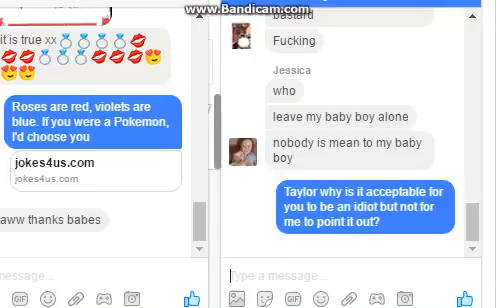 www.Bandicam.com
it is true xx💍💍💍💍💋
💋💋💍💍💍💋💋💋😍
😍😍
Roses are red, violets are
blue. If you were a Pokemon,
I'd choose you
jokes4us.com
jokes4us.com
aww thanks babes
message...
GIF
bastard
Fucking
Jessica
who
leave my baby boy alone
nobody is mean to my baby
boy
Taylor why is it acceptable for
you to be an idiot but not for
me to point it out?
Type a message...
GIF